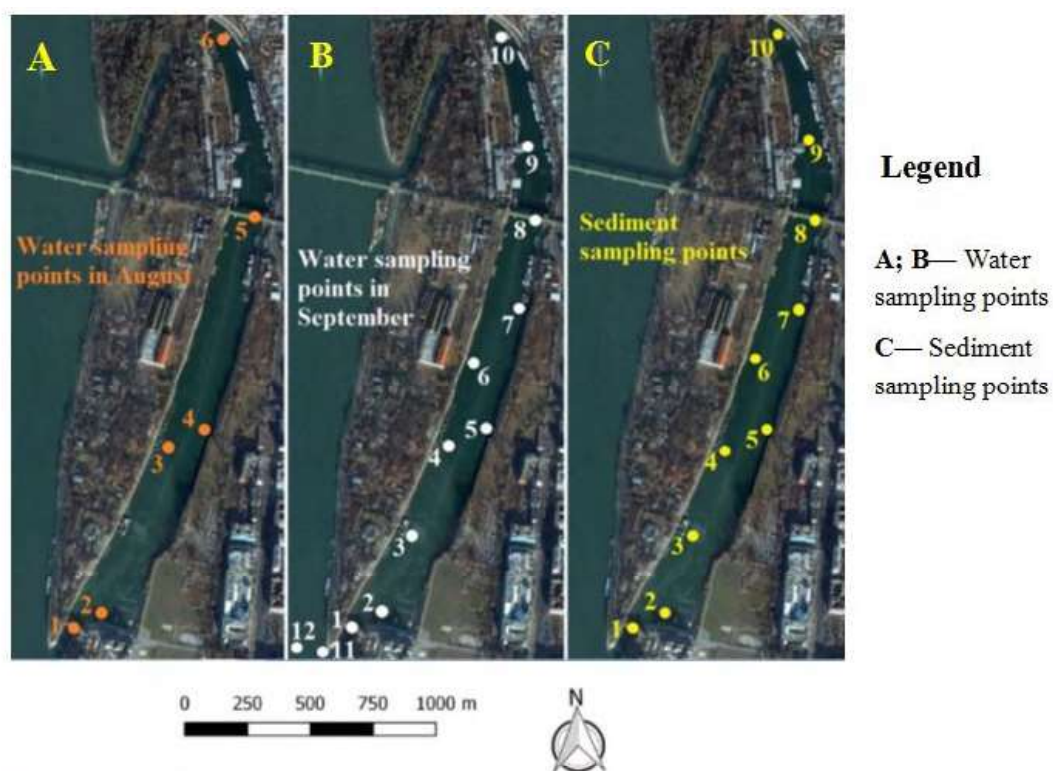 A
6
5
Water sampling
points in August
4
3
2
1
B
10
9
8
Water sampling
points in
September
7
6
5
4
3
2
1
12
11
C
10
9
8
Sediment
sampling points
7
6
5
4
3
2
1
Legend
A; B— Water
sampling points
C— Sediment
sampling points
0 250 500 750 1000 m
N